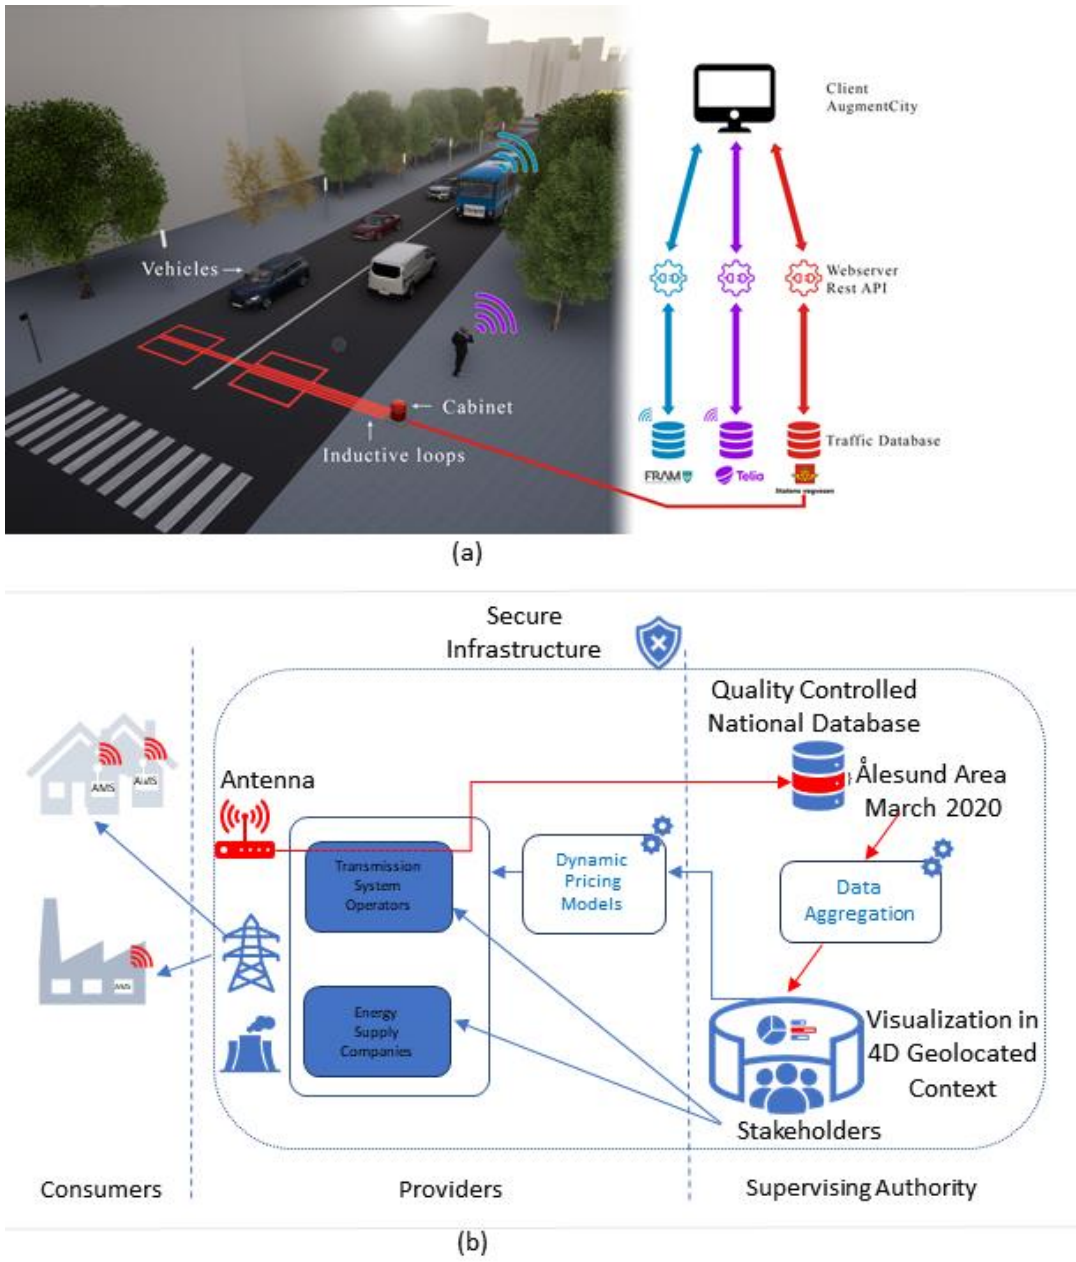 Client
AugmentCity
Vehicles
Webserver
Rest API
Cabinet
Inductive loops
Traffic Database
FRAM
Telia
Statens vegvesen
(a)
Secure
Infrastructure
Quality Controlled
National Database
Ålesund Area
March 2020
Antenna
AMS
AMS
Transmission
System
Operators
Dynamic
Pricing
Models
Data
Aggregation
AMS
Energy
Supply
Companies
Visualization in
4D Geolocated
Context
Stakeholders
Consumers
Providers
Supervising Authority
(b)